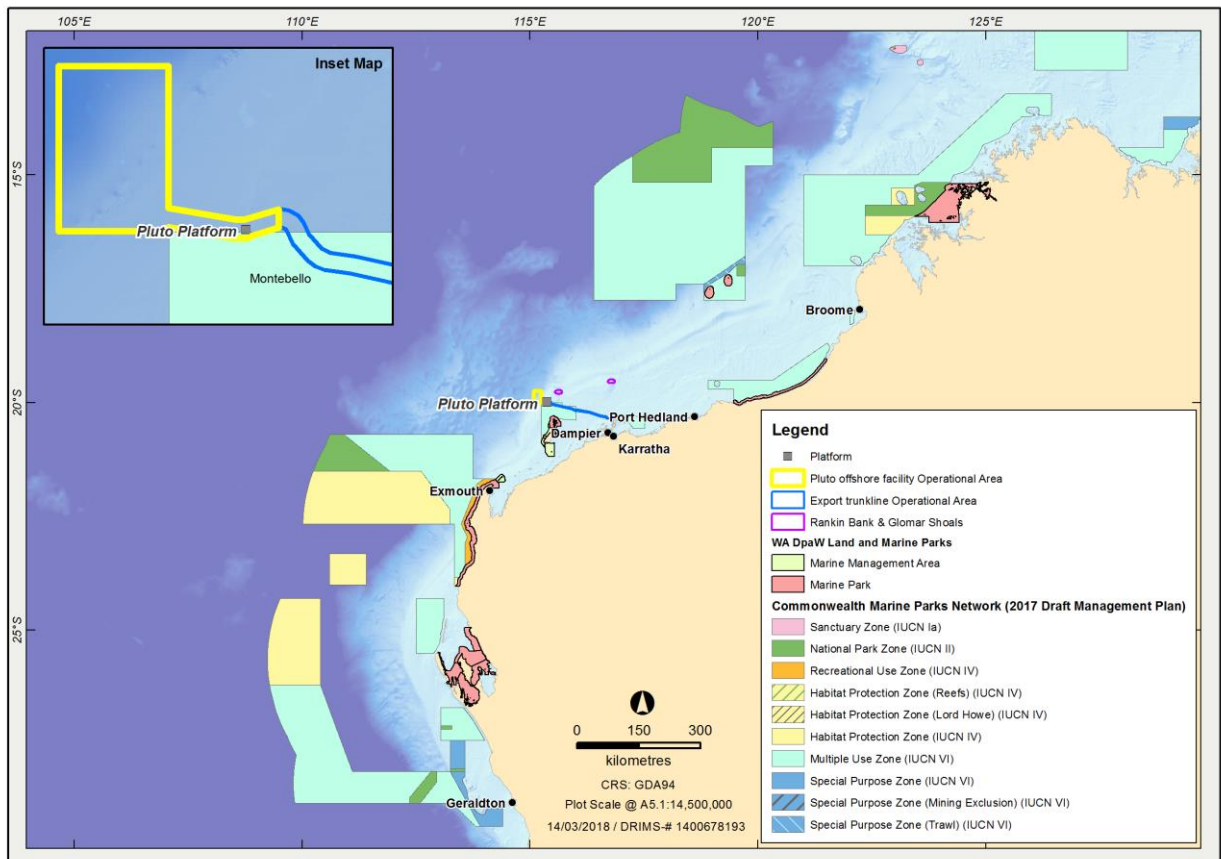 105°E
110°E
115°E
120°E
125°E
15°S
20°S
25°S
Inset Map
Pluto Platform
Montebello
Broome
Pluto Platform
Port Hedland
Dampier
Karratha
Exmouth
Geraldton
0 150 300
kilometres
CRS: GDA94
Plot Scale @ A5.1:14,500,000
14/03/2018 / DRIMS-# 1400678193
Legend
Platform
Pluto offshore facility Operational Area
Export trunkline Operational Area
Rankin Bank & Glomar Shoals
WA DpaW Land and Marine Parks
Marine Management Area
Marine Park
Commonwealth Marine Parks Network (2017 Draft Management Plan)
Sanctuary Zone (IUCN Ia)
National Park Zone (IUCN II)
Recreational Use Zone (IUCN IV)
Habitat Protection Zone (Reefs) (IUCN IV)
Habitat Protection Zone (Lord Howe) (IUCN IV)
Habitat Protection Zone (IUCN IV)
Multiple Use Zone (IUCN VI)
Special Purpose Zone (IUCN VI)
Special Purpose Zone (Mining Exclusion) (IUCN VI)
Special Purpose Zone (Trawl) (IUCN VI)